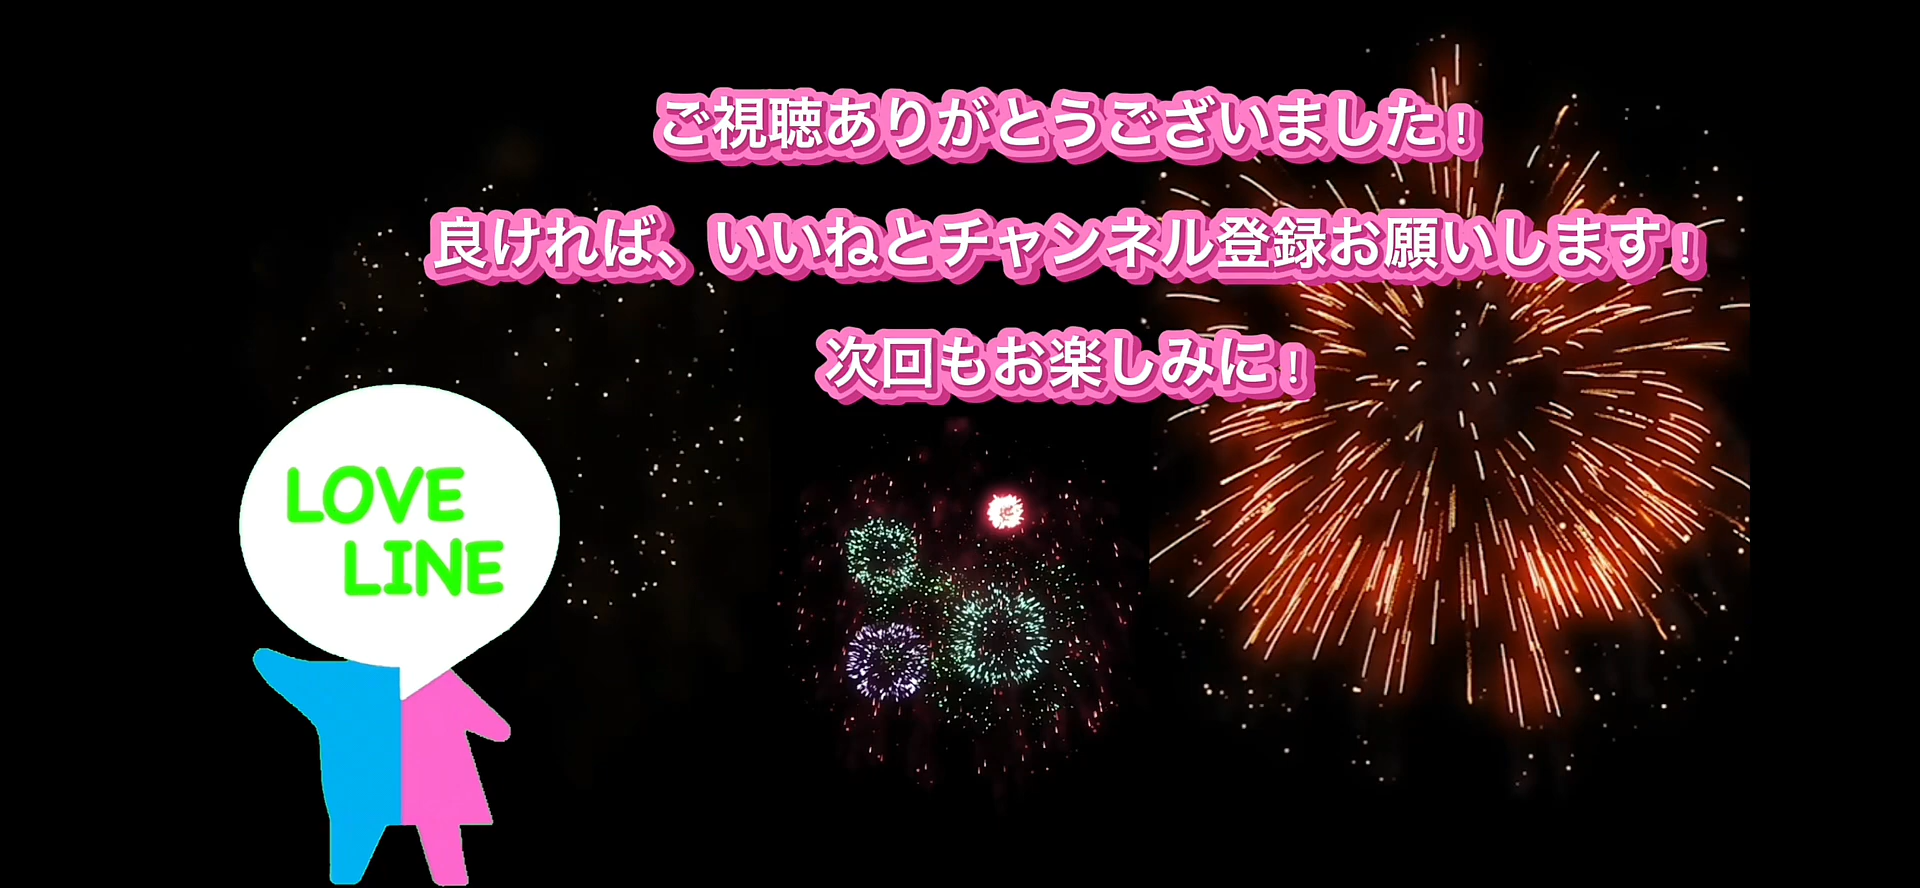 ご視聴ありがとうございました！
良ければ、いいねとチャンネル登録お願いします！
次回もお楽しみに！
LOVE
LINE